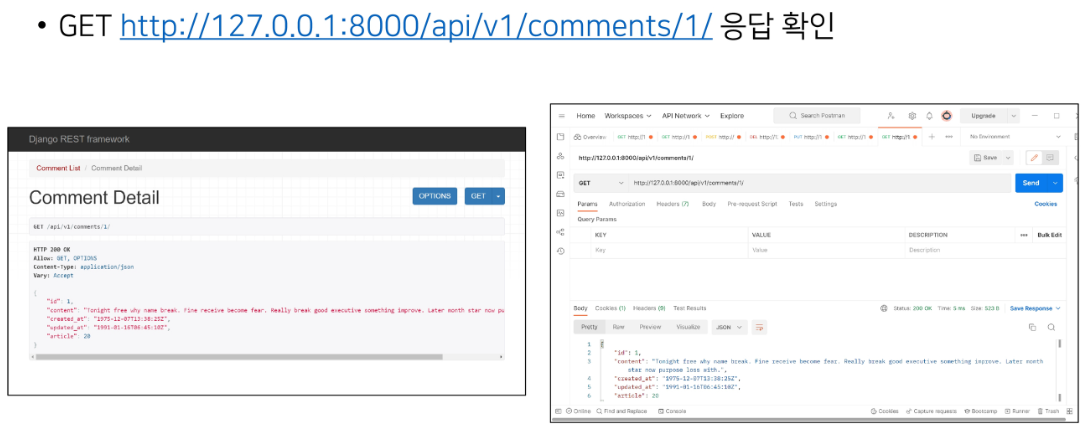 • GET http://127.0.0.1:8000/api/v1/comments/1/ 응답 확인
Django REST framework
Comment List / Comment Detail
Comment Detail
OPTIONS
GET
GET /api/v1/comments/1/
HTTP 200 OK
Allow: GET, OPTIONS
Content-Type: application/json
Vary: Accept
{
"id": 1,
"content": "Tonight free why name break. Fine receive become fear. Really break good executive something improve. Later month star now pu
"created_at": "1975-12-07T13:38:25Z",
"updated_at": "1991-01-16T06:45:10Z",
"article": 20
}
Home Workspaces API Network Explore Search Postman Upgrade
Overview GET http://1 GET http://1 POST http://1 DEL http://1 PUT http://1 GET http://1 GET http://1 No Environment
http://127.0.0.1:8000/api/v1/comments/1/ Save
GET http://127.0.0.1:8000/api/v1/comments/1/ Send
Params Authorization Headers (7) Body Pre-request Script Tests Settings Cookies
Query Params
KEY VALUE DESCRIPTION Bulk Edit
Key Value Description
Body Cookies (1) Headers (9) Test Results Status: 200 OK Time: 5 ms Size: 503 B Save Response
Pretty Raw Preview Visualize JSON
1 {
2 "id": 1,
3 "content": "Tonight free why name break. Fine receive become fear. Really break good executive something improve. Later month
star now purpose loss with.",
4 "created_at": "1975-12-07T13:38:25Z",
5 "updated_at": "1991-01-16T06:45:10Z",
6 "article": 20
Online Find and Replace Console Cookies Capture requests Bootcamp Runner Trash